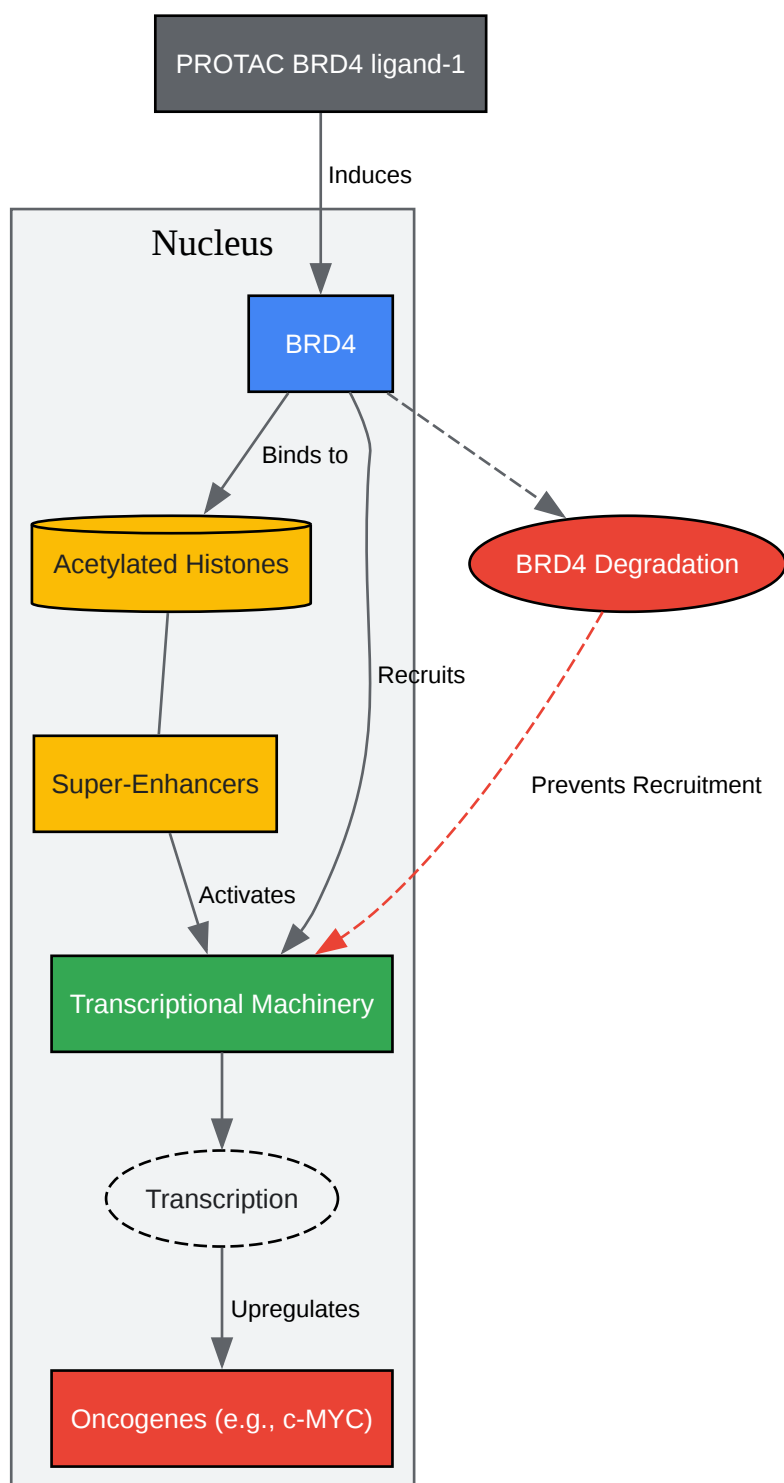 PROTAC BRD4 ligand-1
Induces
Nucleus
BRD4
Binds to
Acetylated Histones
BRD4 Degradation
Recruits
Super-Enhancers
Prevents Recruitment
Activates
Transcriptional Machinery
Transcription
Upregulates
Oncogenes (e.g., c-MYC)